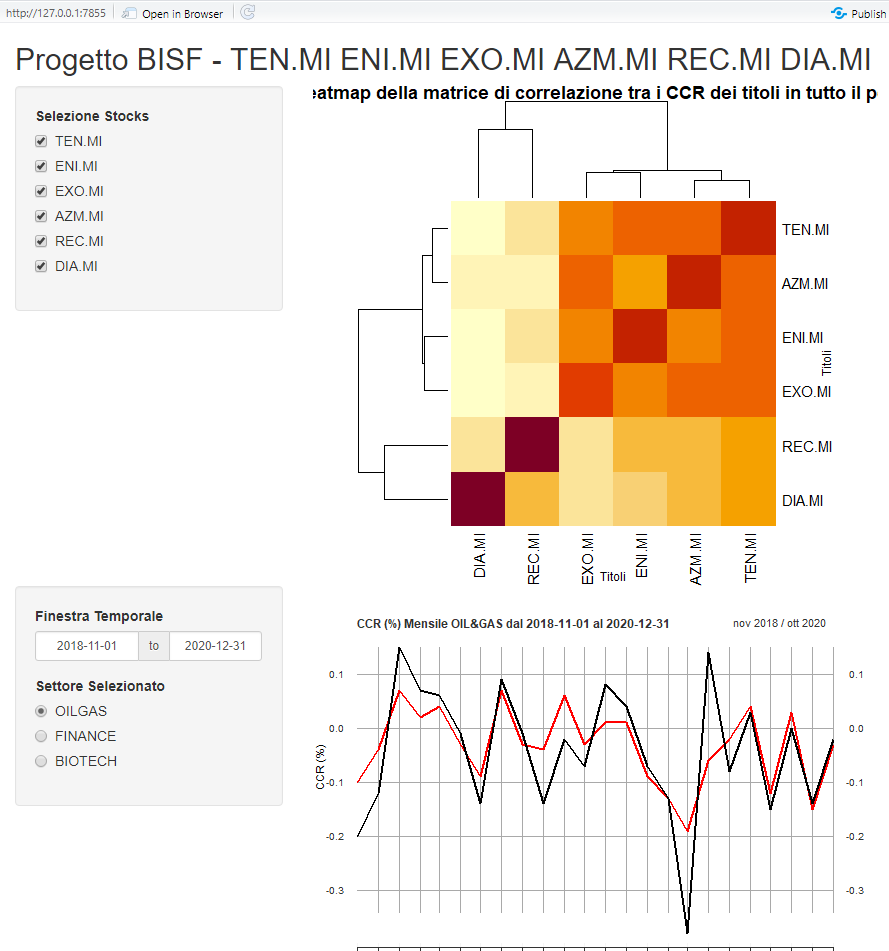 http://127.0.0.1:7855 Open in Browser Publish
Progetto BISF - TEN.MI ENI.MI EXO.MI AZM.MI REC.MI DIA.MI
Selezione Stocks
TEN.MI
ENI.MI
EXO.MI
AZM.MI
REC.MI
DIA.MI
eatmap della matrice di correlazione tra i CCR dei titoli in tutto il p
TEN.MI
AZM.MI
ENI.MI
EXO.MI
REC.MI
DIA.MI
Titoli
DIA.MI
REC.MI
EXO.MI
ENI.MI
AZM.MI
TEN.MI
Titoli
Finestra Temporale
2018-11-01 to 2020-12-31
Settore Selezionato
OILGAS
FINANCE
BIOTECH
CCR (%) Mensile OIL&GAS dal 2018-11-01 al 2020-12-31 nov 2018 / ott 2020
CCR (%)
0.1 0.1
0.0 0.0
-0.1 -0.1
-0.2 -0.2
-0.3 -0.3